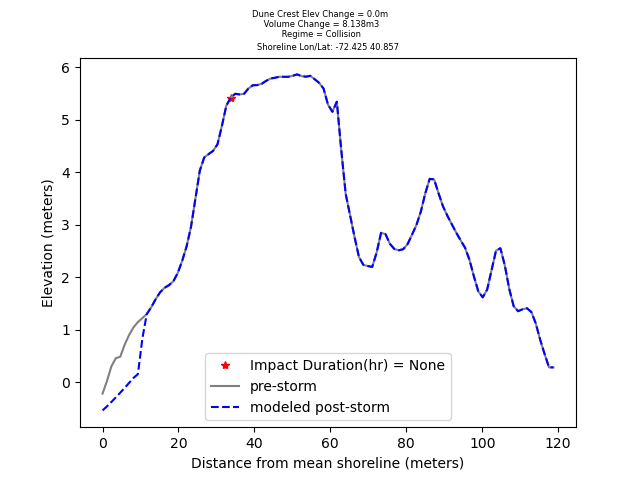 Dune Crest Elev Change = 0.0m
Volume Change = 8.138m3
Regime = Collision
Shoreline Lon/Lat: -72.425 40.857
6
5
4
3
2
1
0
Elevation (meters)
Impact Duration(hr) = None
pre-storm
modeled post-storm
0 20 40 60 80 100 120
Distance from mean shoreline (meters)